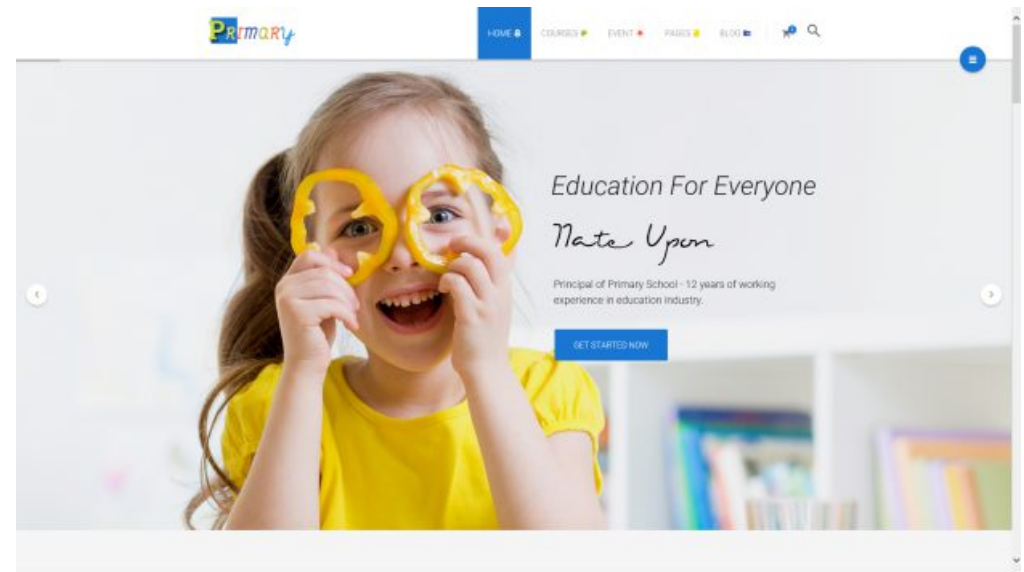 Primary
HOME
COURSES
EVENT
PAGES
BLOG
Education For Everyone
Nate Upon
Principal of Primary School - 12 years of working
experience in education industry.
GET STARTED NOW